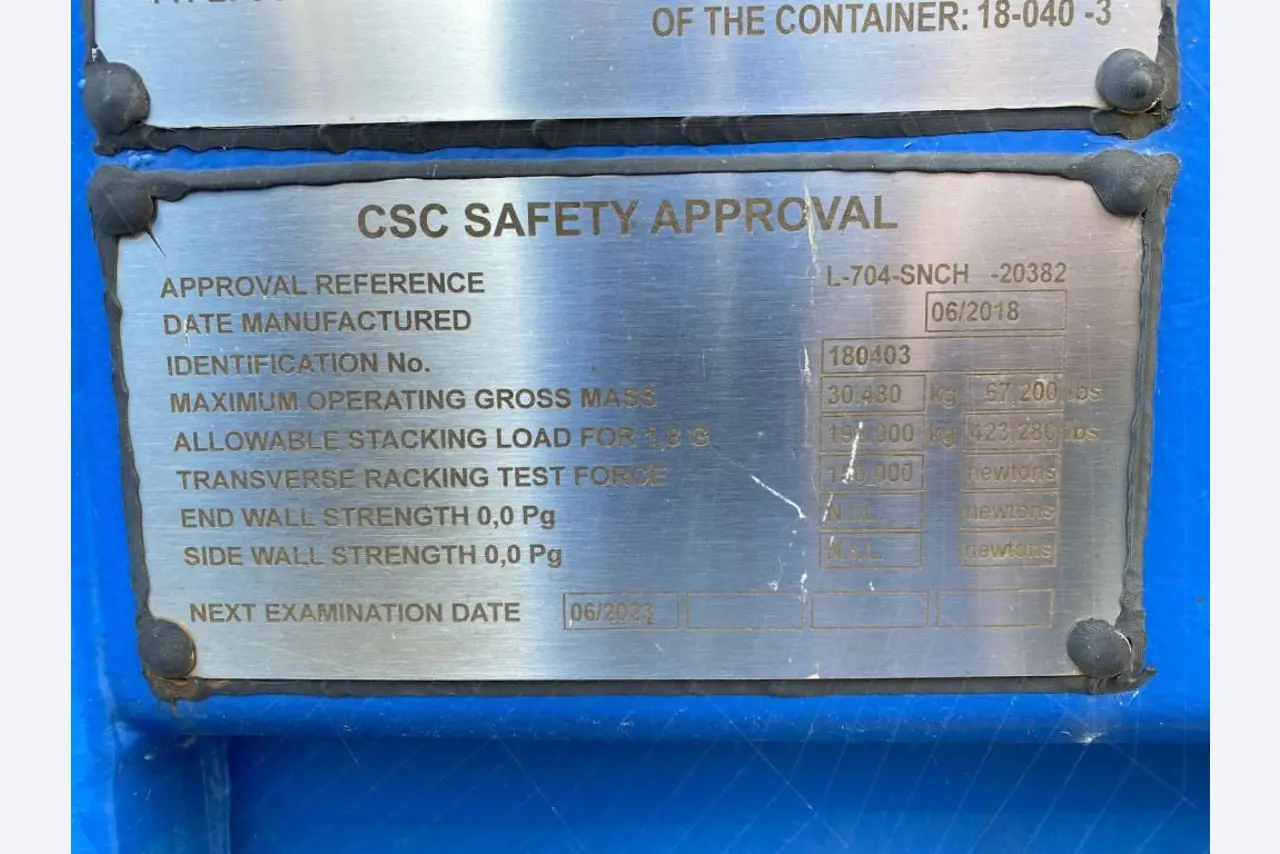 OF THE CONTAINER: 18-040 -3
CSC SAFETY APPROVAL
APPROVAL REFERENCE L-704-SNCH -20382
DATE MANUFACTURED 06/2018
IDENTIFICATION No. 180403
MAXIMUM OPERATING GROSS MASS 30,480 kg 67,200 lbs
ALLOWABLE STACKING LOAD FOR 1,8 G kg 423,280 lbs
TRANSVERSE RACKING TEST FORCE newtons
END WALL STRENGTH 0,0 Pg N.I.L. newtons
SIDE WALL STRENGTH 0,0 Pg N.I.L. newtons
NEXT EXAMINATION DATE 06/2023